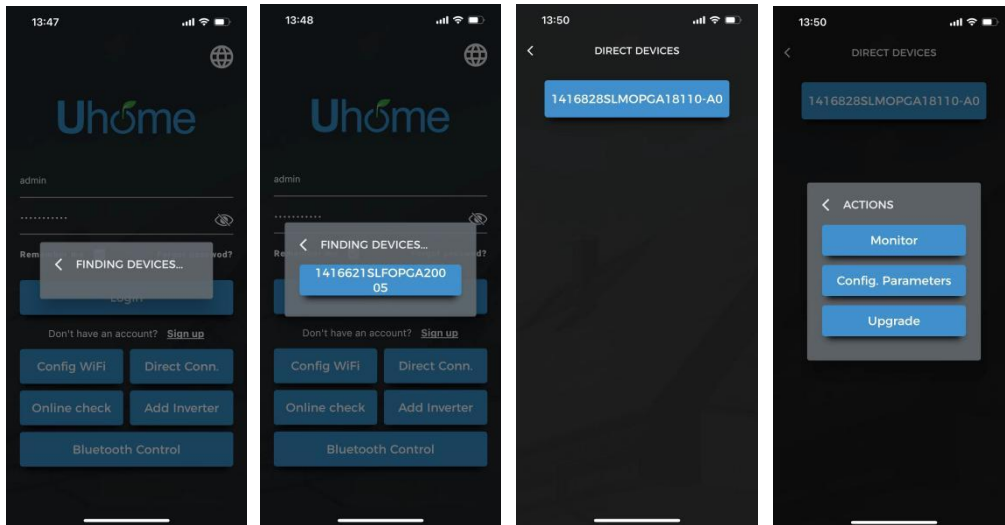 13:47
Uhome
admin
...........
< FINDING DEVICES...
Login
Don't have an account? Sign up
Config WiFi
Direct Conn.
Online check
Add Inverter
Bluetooth Control
13:48
Uhome
admin
...........
< FINDING DEVICES...
1416621SLFOPGA200
05
Don't have an account? Sign up
Config WiFi
Direct Conn.
Online check
Add Inverter
Bluetooth Control
13:50
< DIRECT DEVICES
1416828SLMOPGA18110-A0
13:50
< DIRECT DEVICES
1416828SLMOPGA18110-A0
< ACTIONS
Monitor
Config. Parameters
Upgrade